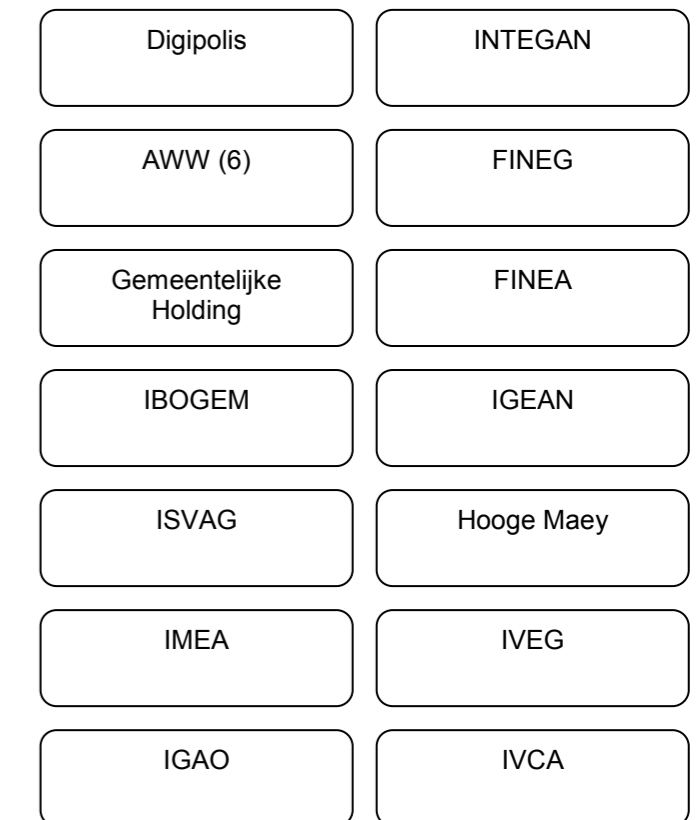 Digipolis
INTEGAN
AWW (6)
FINEG
Gemeentelijke
Holding
FINEA
IBOGEM
IGEAN
ISVAG
Hooge Maey
IMEA
IVEG
IGAO
IVCA